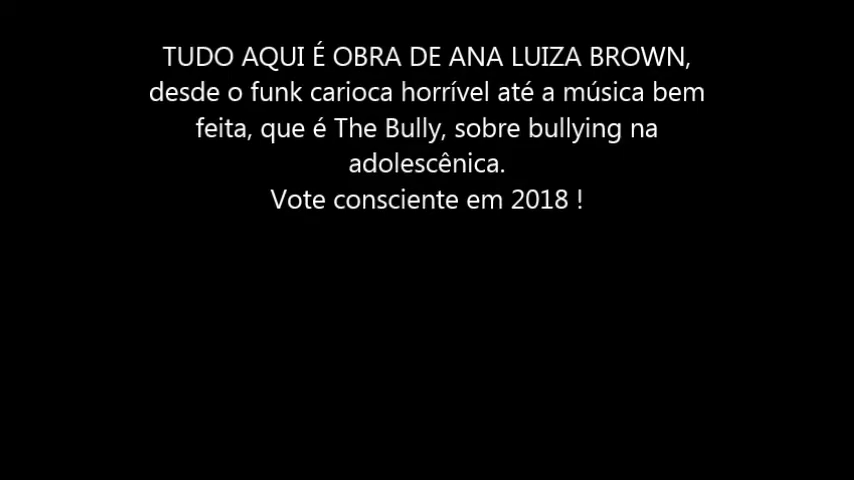 TUDO AQUI É OBRA DE ANA LUIZA BROWN,
desde o funk carioca horrível até a música bem
feita, que é The Bully, sobre bullying na
adolescênica.
Vote consciente em 2018 !